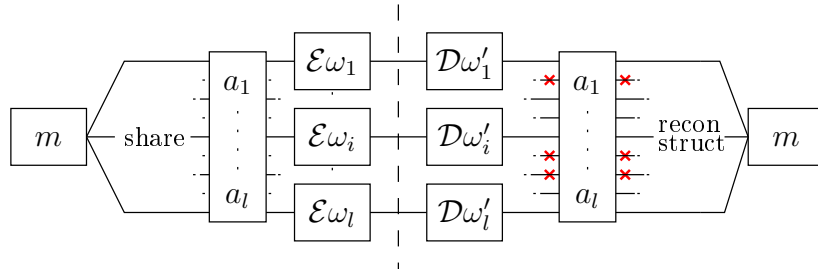 m
share
a₁
aₗ
ℰω₁
ℰωᵢ
ℰωₗ
𝒟ω′₁
𝒟ω′ᵢ
𝒟ω′ₗ
a₁
aₗ
recon
struct
m